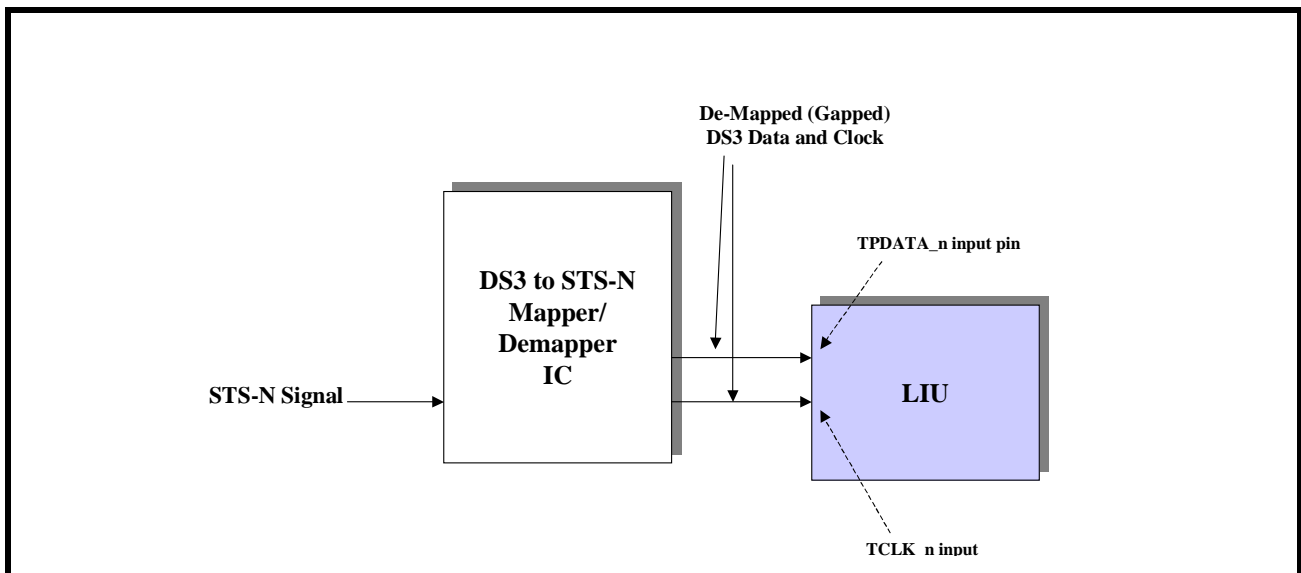 De-Mapped (Gapped)
DS3 Data and Clock
TPDATA_n input pin
DS3 to STS-N
Mapper/
Demapper
IC
STS-N Signal
LIU
TCLK_n input